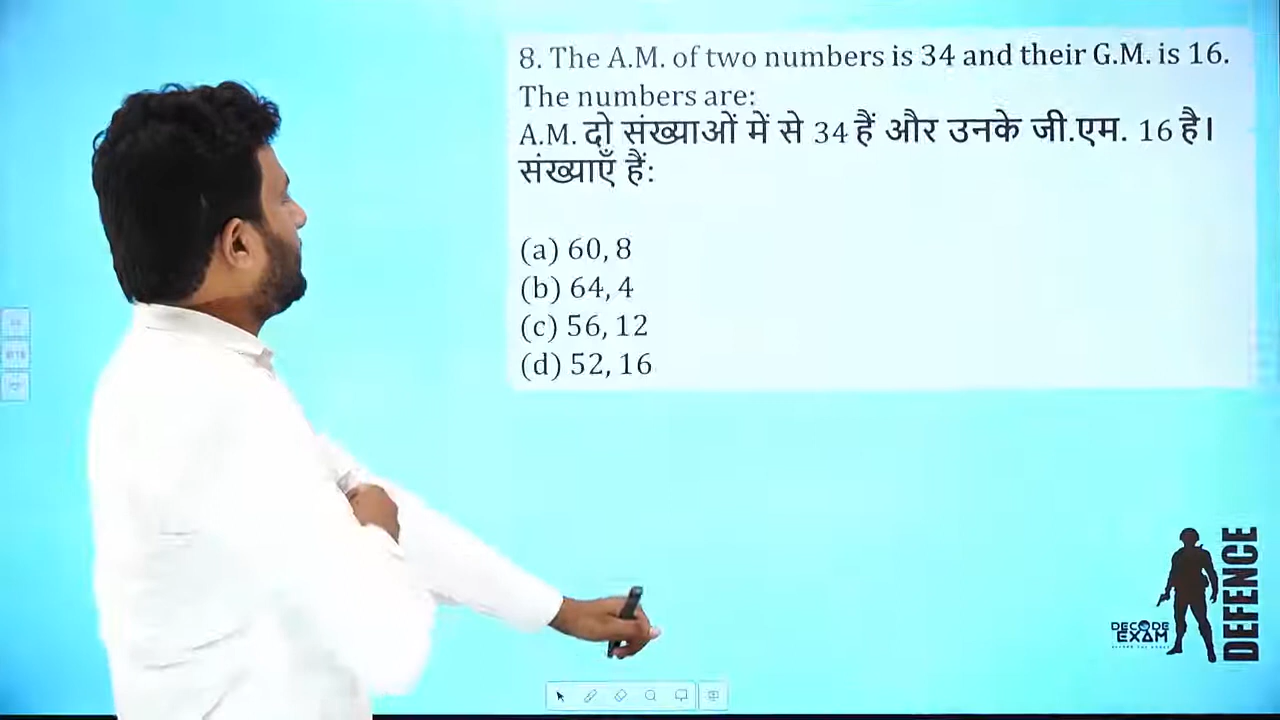 8. The A.M. of two numbers is 34 and their G.M. is 16.
The numbers are:
A.M. दो संख्याओं में से 34 हैं और उनके जी.एम. 16 है।
संख्याएँ हैं:
(a) 60, 8
(b) 64, 4
(c) 56, 12
(d) 52, 16
DECODE
EXAM
DEFENCE